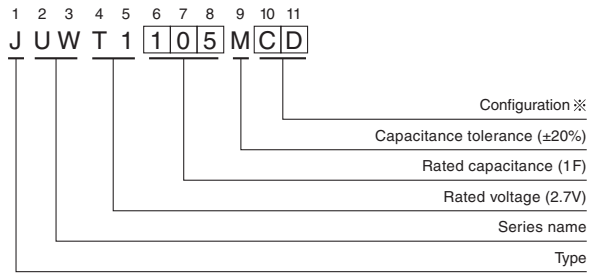 1 2 3 4 5 6 7 8 9 10 11
J U W T 1 1 0 5 M C D
Configuration ※
Capacitance tolerance (±20%)
Rated capacitance (1F)
Rated voltage (2.7V)
Series name
Type